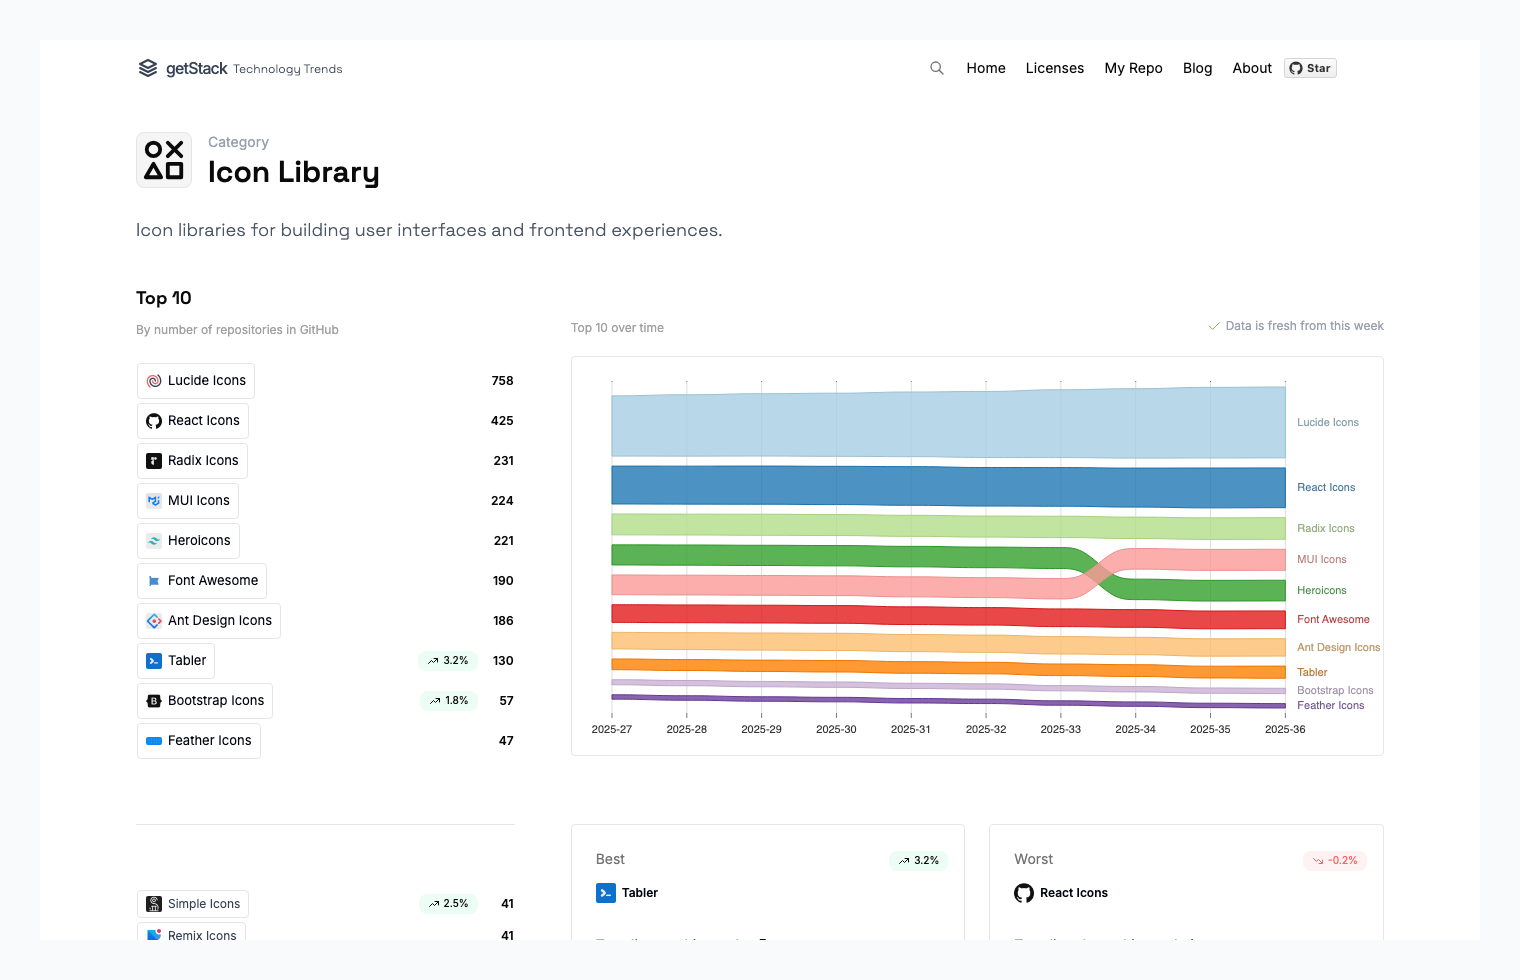 getStack Technology Trends
Home Licenses My Repo Blog About Star
Category
Icon Library
Icon libraries for building user interfaces and frontend experiences.
Top 10
By number of repositories in GitHub
Lucide Icons 758
React Icons 425
Radix Icons 231
MUI Icons 224
Heroicons 221
Font Awesome 190
Ant Design Icons 186
Tabler 3.2% 130
Bootstrap Icons 1.8% 57
Feather Icons 47
Simple Icons 2.5% 41
Remix Icons 41
Top 10 over time
Data is fresh from this week
Lucide Icons
React Icons
Radix Icons
MUI Icons
Heroicons
Font Awesome
Ant Design Icons
Tabler
Bootstrap Icons
Feather Icons
2025-27 2025-28 2025-29 2025-30 2025-31 2025-32 2025-33 2025-34 2025-35 2025-36
Best 3.2%
Tabler
Worst -0.2%
React Icons